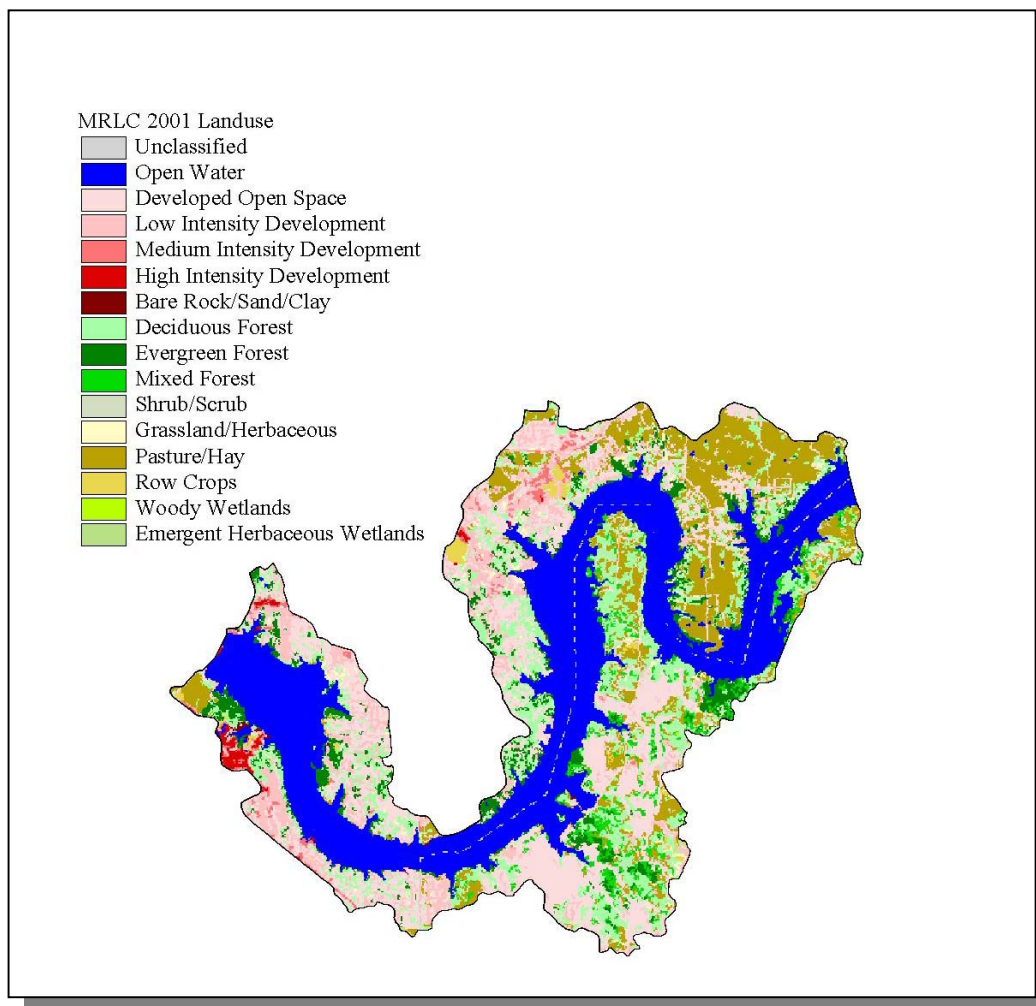 MRLC 2001 Landuse
Unclassified
Open Water
Developed Open Space
Low Intensity Development
Medium Intensity Development
High Intensity Development
Bare Rock/Sand/Clay
Deciduous Forest
Evergreen Forest
Mixed Forest
Shrub/Scrub
Grassland/Herbaceous
Pasture/Hay
Row Crops
Woody Wetlands
Emergent Herbaceous Wetlands